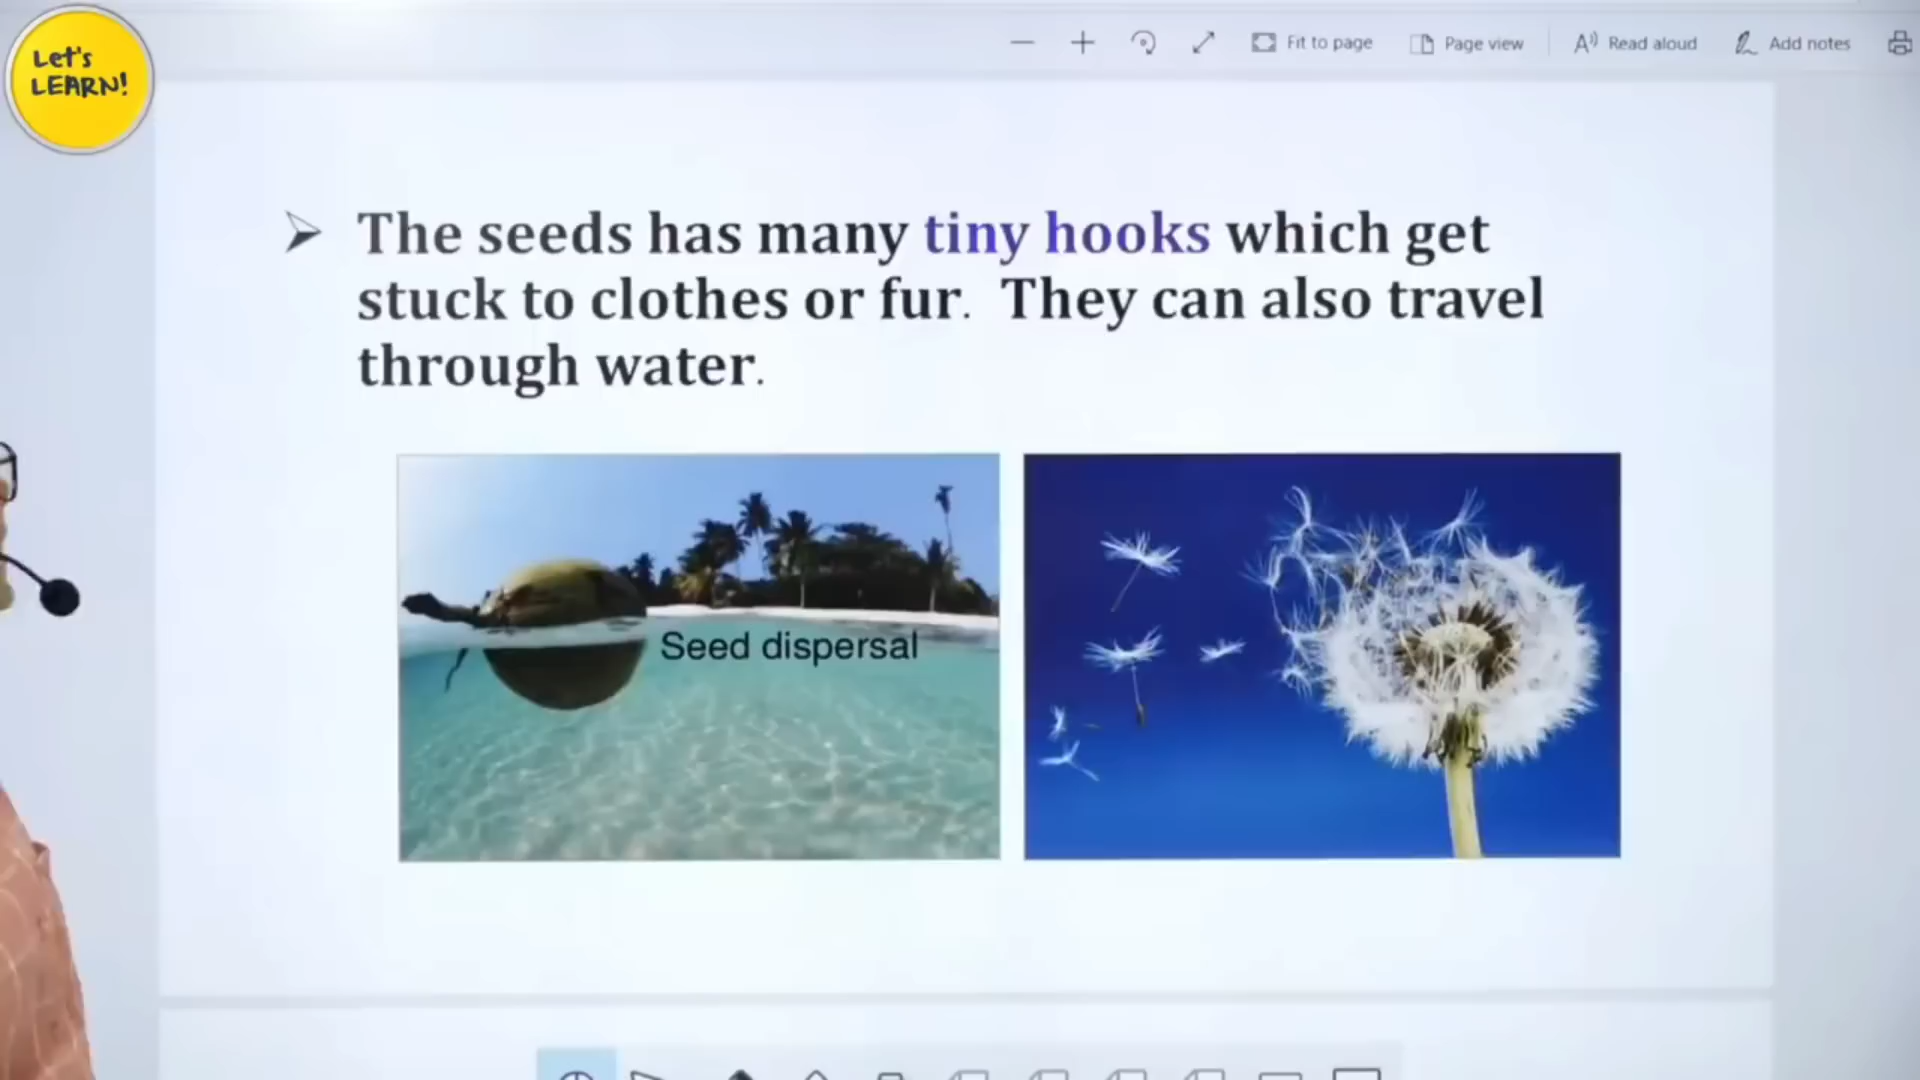 Let's
LEARN!
Fit to page
Page view
Read aloud
Add notes
The seeds has many tiny hooks which get
stuck to clothes or fur. They can also travel
through water.
Seed dispersal